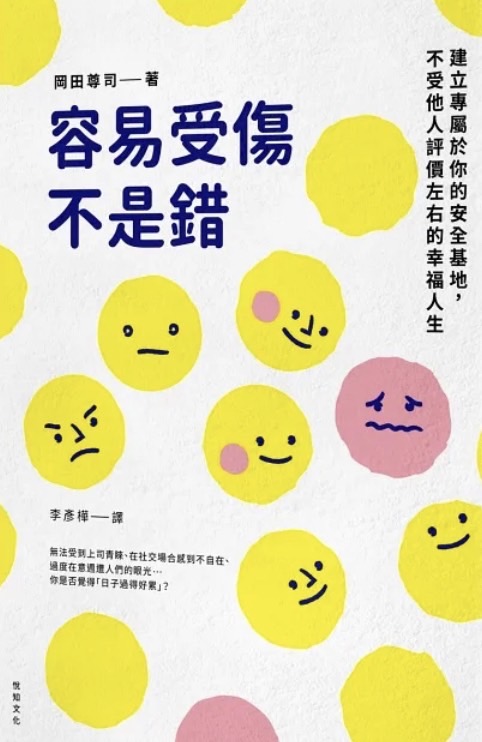 岡田尊司──著
容易受傷
不是錯
建立專屬於你的安全基地，
不受他人評價左右的幸福人生
李彥樺──譯
無法受到上司青睞、在社交場合感到不自在、
過度在意週遭人們的眼光⋯
你是否覺得「日子過得好累」？
悅知文化